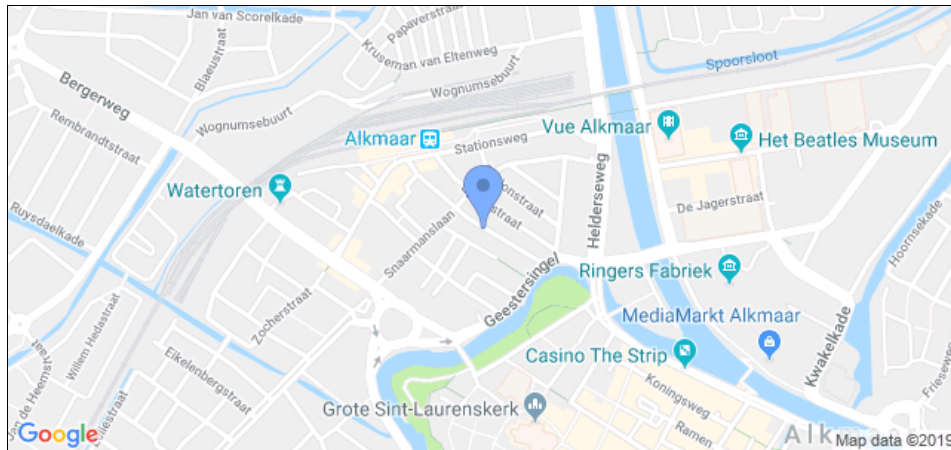 Jan van Scorelkade
Papaverstraat
Blaeustraat
Kruseman van Eltenweg
Bergerweg
Spoorsloot
Wognumsebuurt
Rembrandtstraat
Wognumsebuurt
Alkmaar
Stationsweg
Vue Alkmaar
Het Beatles Museum
Watertoren
Helderseweg
De Jagerstraat
Ruysdaelkade
Snaarmanslaan
Hoornsekade
Geestersingel
Ringers Fabriek
Zocherstraat
MediaMarkt Alkmaar
Willem Hedastraat
Kwakelkade
Eikelenbergstraat
Casino The Strip
Koningsweg
Grote Sint-Laurenskerk
Ramen
Google
Alkmaar
Map data ©2019